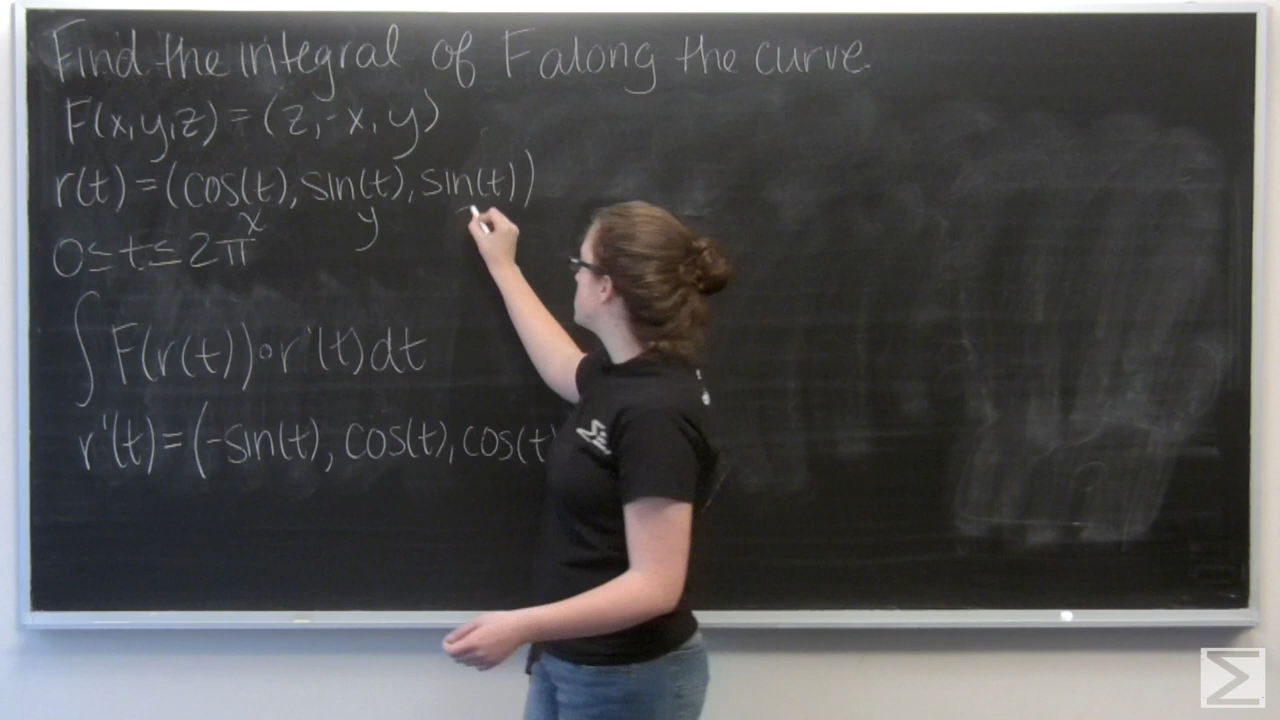 Find the integral of F along the curve.
F(x,y,z) = (z,-x, y)
r(t) = (cos(t), sin(t), sin(t))
x y
0≤t≤2π
∫ F(r(t))∘r'(t)dt
r'(t)=(-sin(t), cos(t), cos(t)
Σ